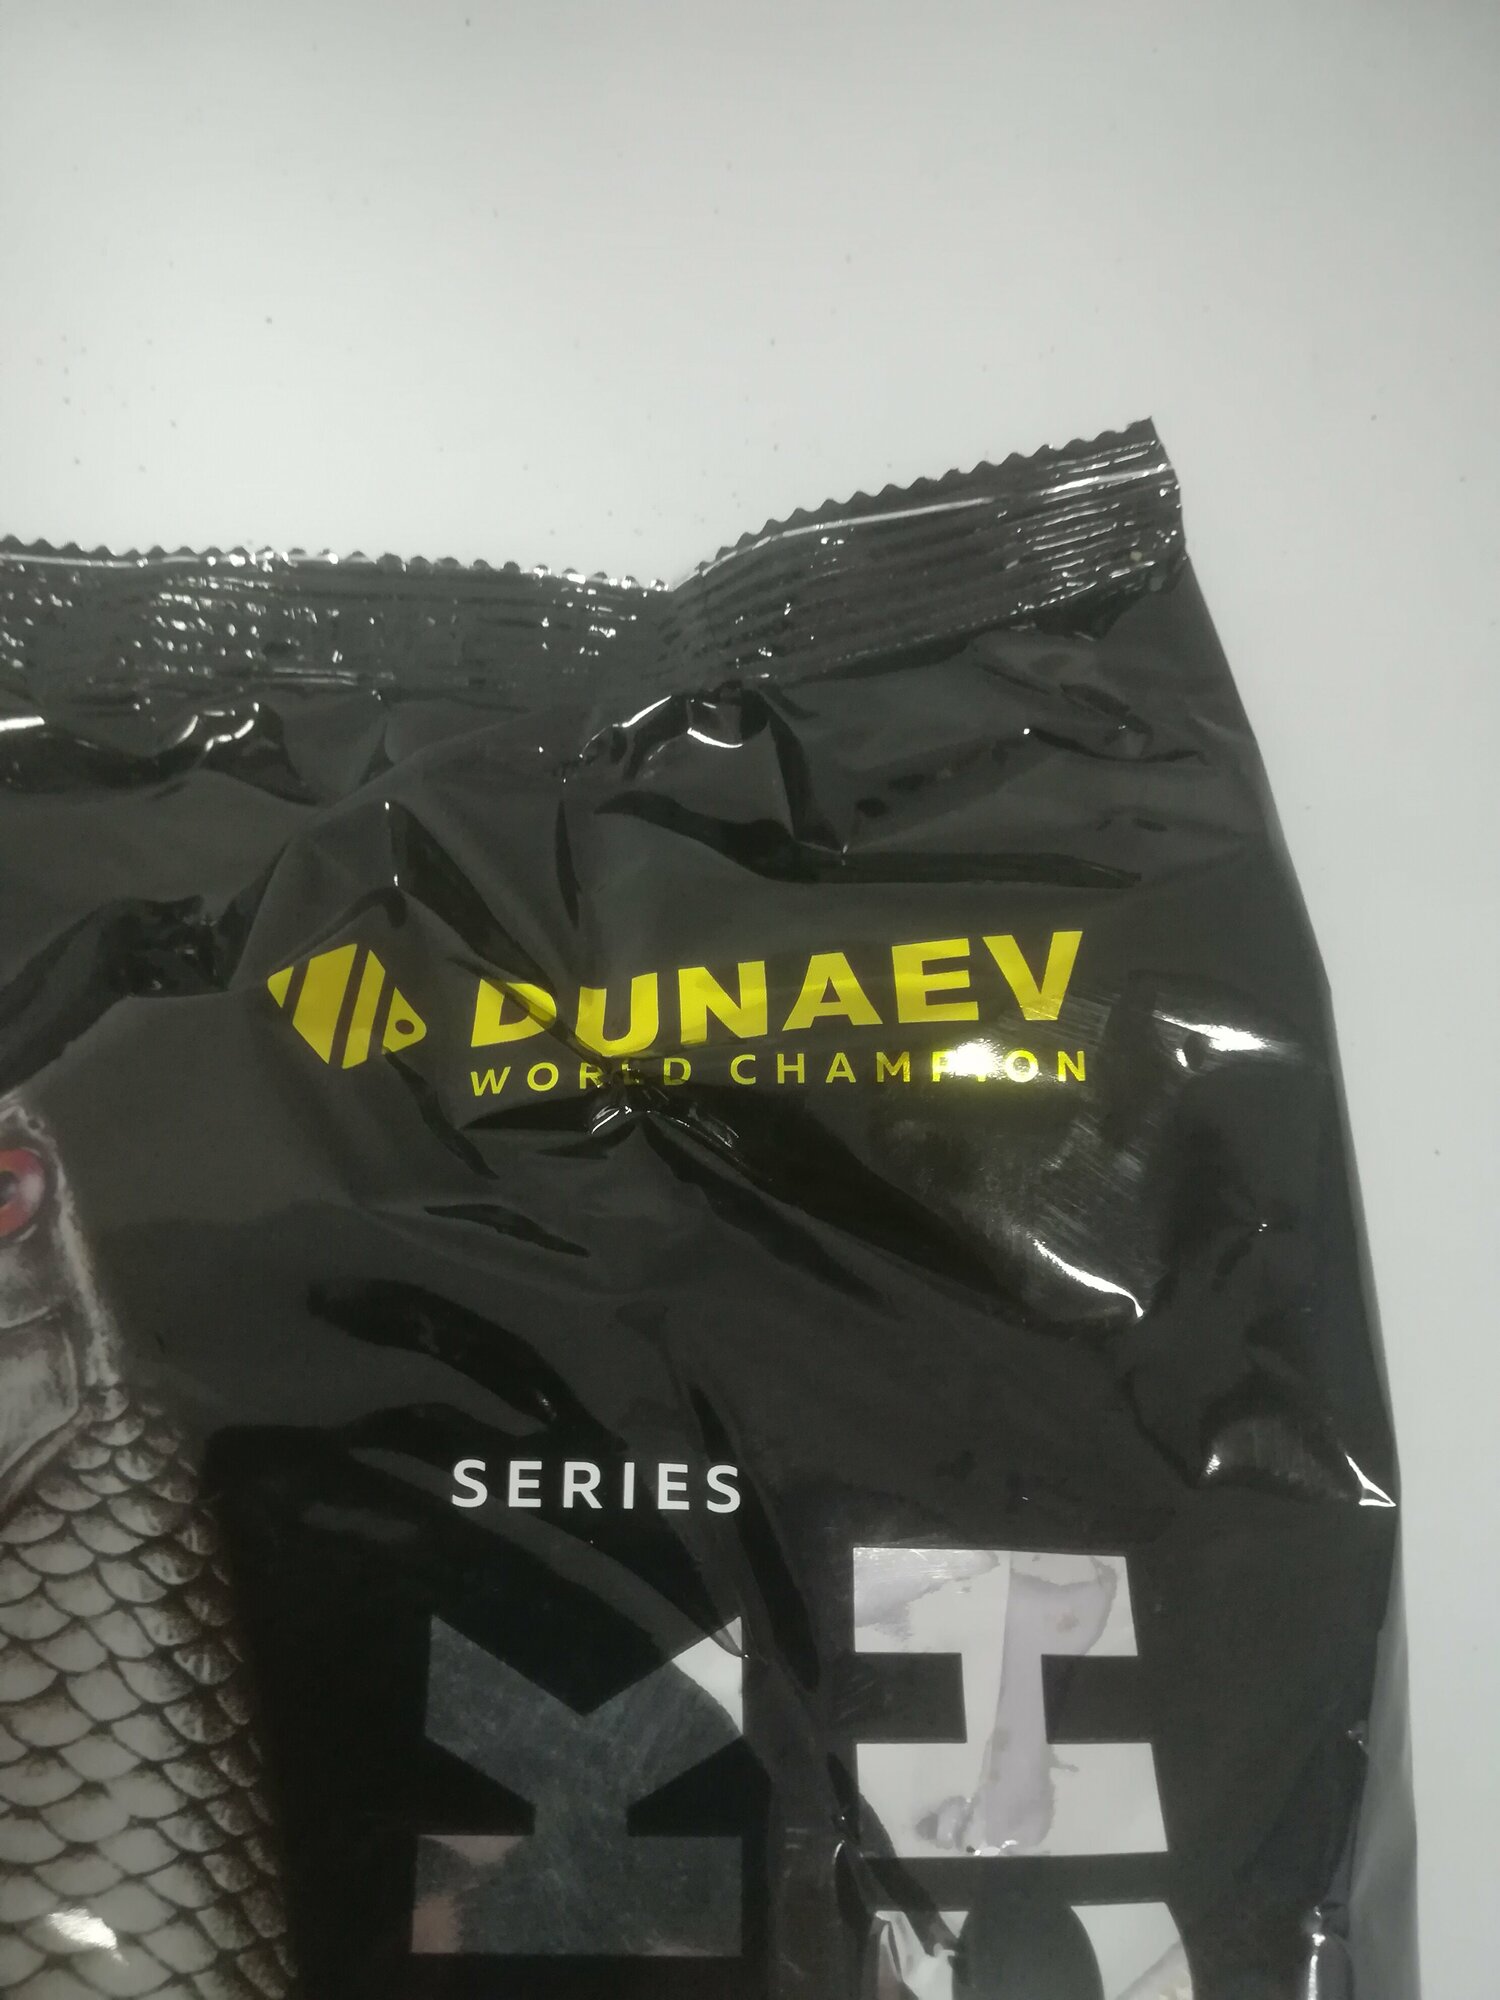 DUNAEV
WORLD CHAMPION
SERIES
K
H